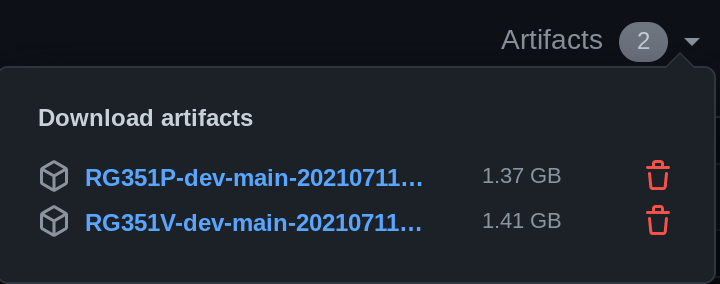 Artifacts 2
Download artifacts
RG351P-dev-main-20210711... 1.37 GB
RG351V-dev-main-20210711... 1.41 GB